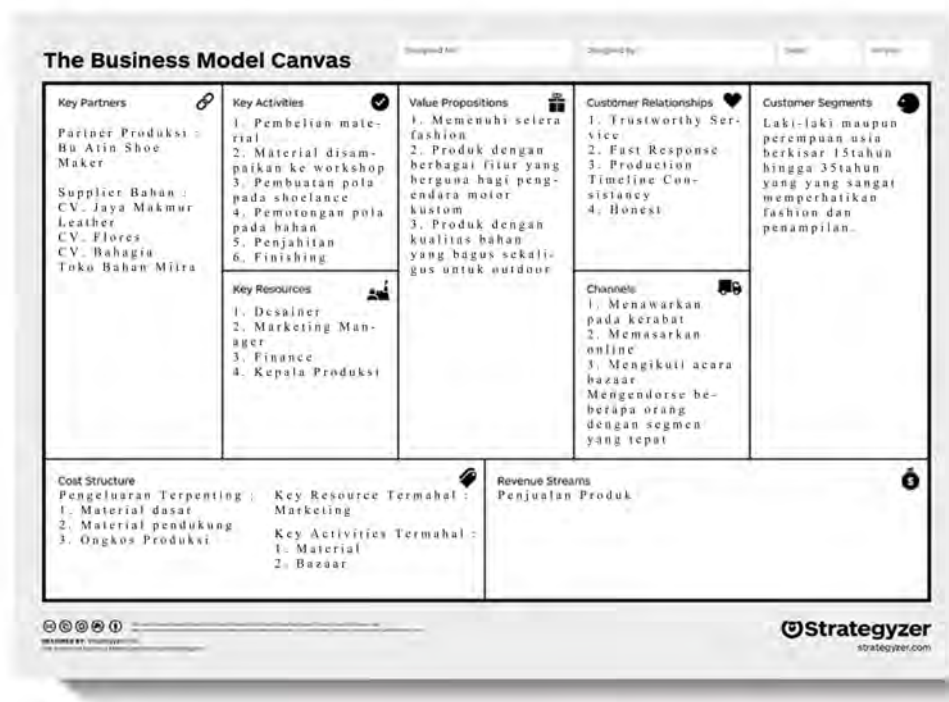 The Business Model Canvas
Designed for:
Designed by:
Date:
Version:
Key Partners
Partner Produksi :
Bu Atin Shoe
Maker
Supplier Bahan :
CV. Jaya Makmur
Leather
CV. Flores
CV. Bahagia
Toko Bahan Mitra
Key Activities
1. Pembelian mate-
rial
2. Material disam-
paikan ke workshop
3. Pembuatan pola
pada shoelance
4. Pemotongan pola
pada bahan
5. Penjahitan
6. Finishing
Key Resources
1. Desainer
2. Marketing Man-
ager
3. Finance
4. Kepala Produksi
Value Propositions
1. Memenuhi selera
fashion
2. Produk dengan
berbagai fitur yang
berguna bagi peng-
endara motor
kustom
3. Produk dengan
kualitas bahan
yang bagus sekali-
gus untuk outdoor
Customer Relationships
1. Trustworthy Ser-
vice
2. Fast Response
3. Production
Timeline Con-
sistancy
4. Honest
Channels
1. Menawarkan
pada kerabat
2. Memasarkan
online
3. Mengikuti acara
bazaar
Mengendorse be-
berapa orang
dengan segmen
yang tepat
Customer Segments
Laki-laki maupun
perempuan usia
berkisar 15tahun
hingga 35tahun
yang yang sangat
memperhatikan
fashion dan
penampilan.
Cost Structure
Pengeluaran Terpenting :
1. Material dasar
2. Material pendukung
3. Ongkos Produksi
Key Resource Termahal :
Marketing
Key Activities Termahal :
1. Material
2. Bazaar
Revenue Streams
Penjualan Produk
Strategyzer
strategyzer.com